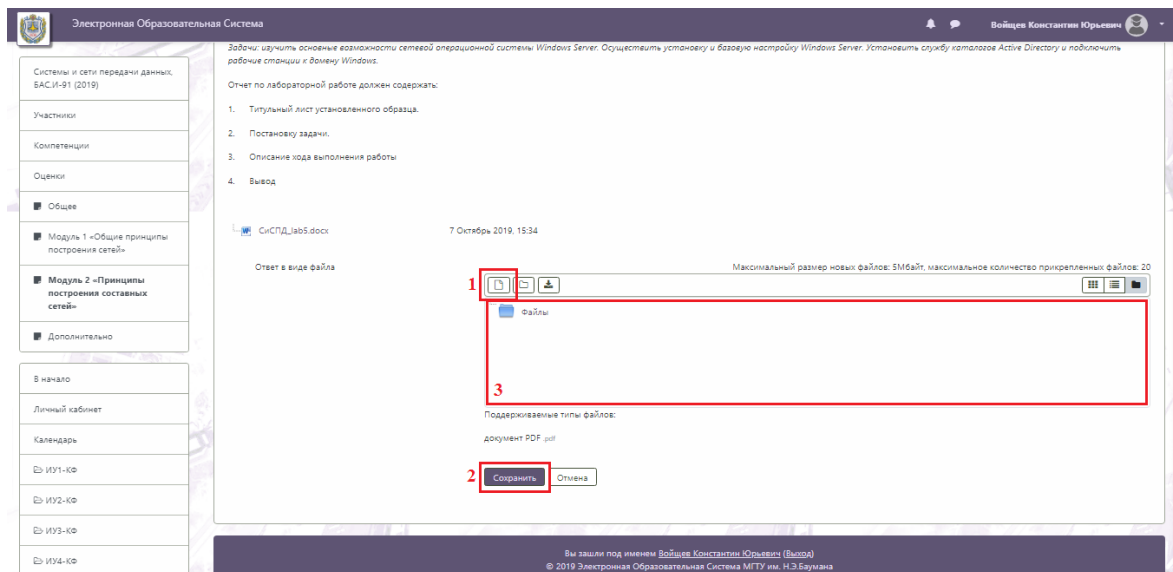 Электронная Образовательная Система
Войщев Константин Юрьевич
Системы и сети передачи данных,
БАС.И-91 (2019)
Участники
Компетенции
Оценки
Общее
Модуль 1 «Общие принципы
построения сетей»
Модуль 2 «Принципы
построения составных
сетей»
Дополнительно
В начало
Личный кабинет
Календарь
ИУ1-КФ
ИУ2-КФ
ИУ3-КФ
ИУ4-КФ
Задачи: изучить основные возможности сетевой операционной системы Windows Server. Осуществить установку и базовую настройку Windows Server. Установить службу каталогов Active Directory и подключить
рабочие станции к домену Windows.
Отчет по лабораторной работе должен содержать:
1. Титульный лист установленного образца.
2. Постановку задачи.
3. Описание хода выполнения работы
4. Вывод
СиСПД_lab5.docx 7 Октябрь 2019, 15:34
Ответ в виде файла
Максимальный размер новых файлов: 5Мбайт, максимальное количество прикрепленных файлов: 20
1
Файлы
3
Поддерживаемые типы файлов:
документ PDF .pdf
2 Сохранить Отмена
Вы зашли под именем Войщев Константин Юрьевич (Выход)
© 2019 Электронная Образовательная Система МГТУ им. Н.Э.Баумана